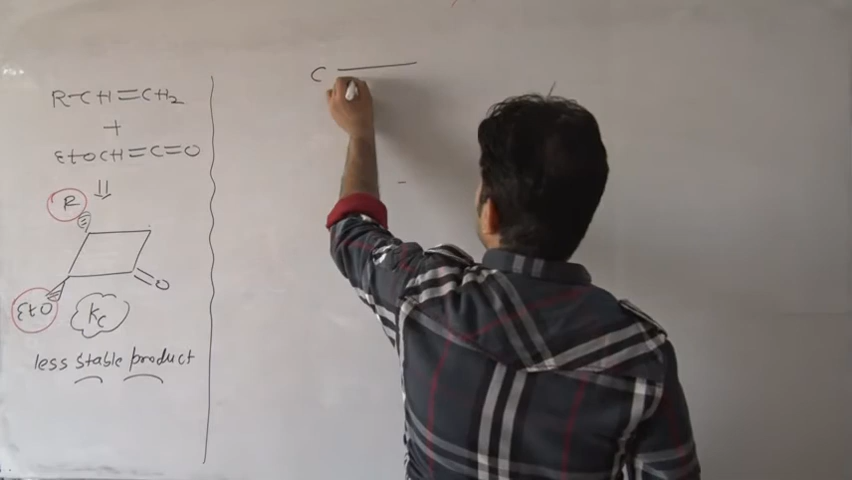 R-CH=CH2
+
EtOCH=C=O
R
O
EtO
Kc
less stable product
C